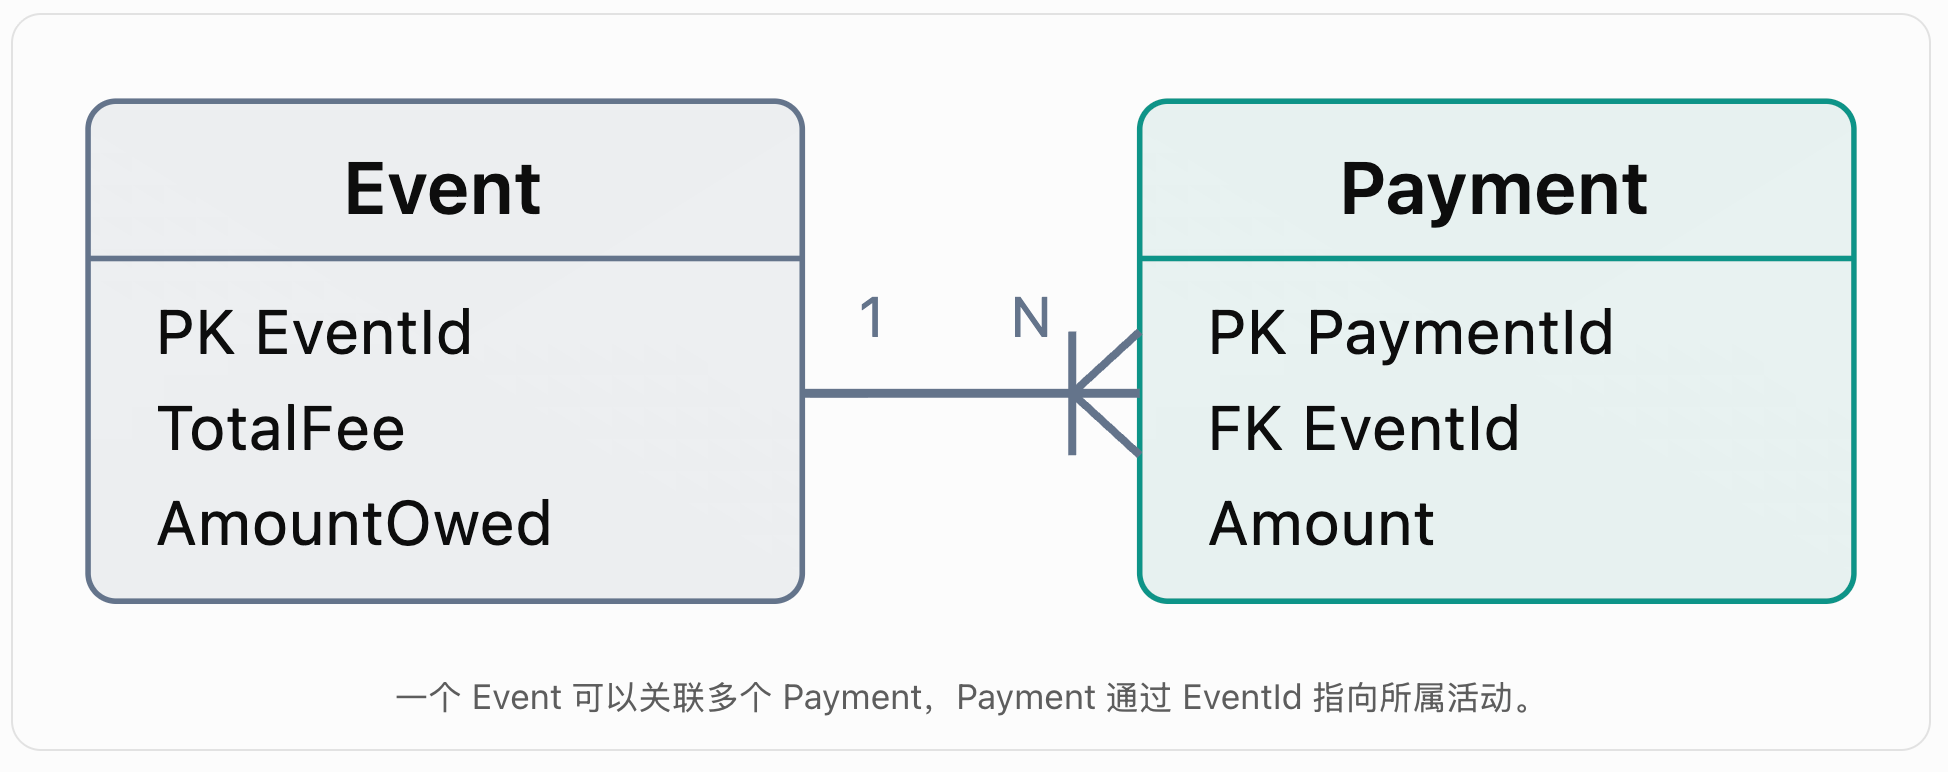 Event
PK EventId
TotalFee
AmountOwed
1
N
Payment
PK PaymentId
FK EventId
Amount
一个 Event 可以关联多个 Payment，Payment 通过 EventId 指向所属活动。